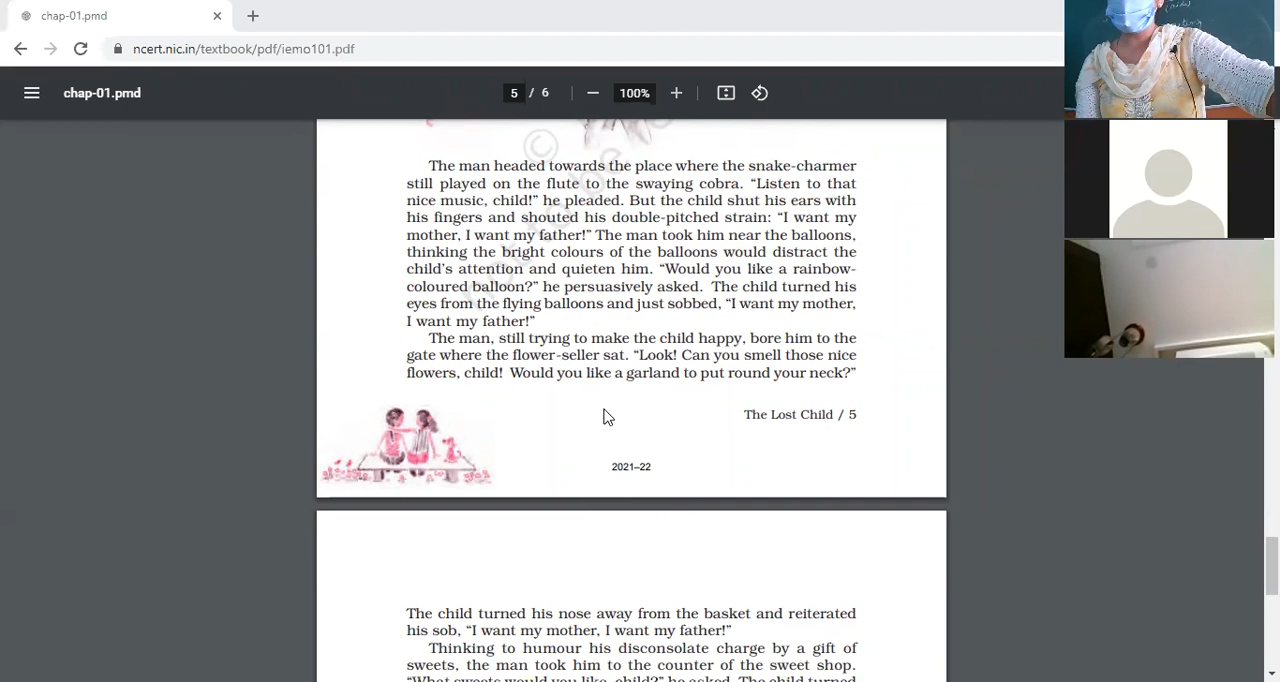 chap-01.pmd
ncert.nic.in/textbook/pdf/iemo101.pdf
chap-01.pmd
5 / 6
100%
©
not to be
The man headed towards the place where the snake-charmer
still played on the flute to the swaying cobra. “Listen to that
nice music, child!” he pleaded. But the child shut his ears with
his fingers and shouted his double-pitched strain: “I want my
mother, I want my father!” The man took him near the balloons,
thinking the bright colours of the balloons would distract the
child’s attention and quieten him. “Would you like a rainbow-
coloured balloon?” he persuasively asked. The child turned his
eyes from the flying balloons and just sobbed, “I want my mother,
I want my father!”
The man, still trying to make the child happy, bore him to the
gate where the flower-seller sat. “Look! Can you smell those nice
flowers, child! Would you like a garland to put round your neck?”
The Lost Child / 5
2021–22
The child turned his nose away from the basket and reiterated
his sob, “I want my mother, I want my father!”
Thinking to humour his disconsolate charge by a gift of
sweets, the man took him to the counter of the sweet shop.
“What sweets would you like, child?” he asked. The child turned